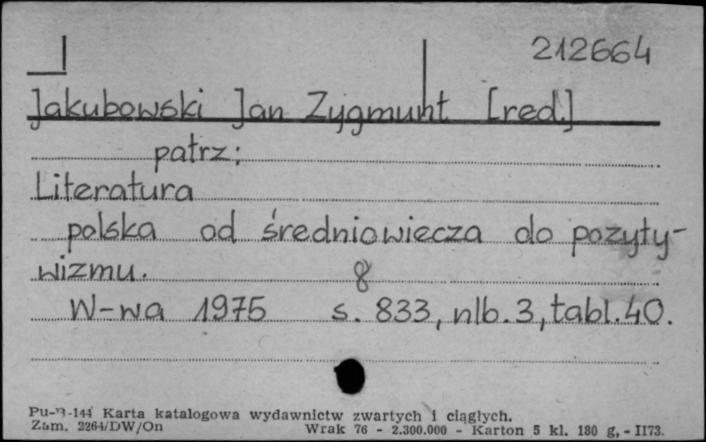 212664
Jakubowski Jan Zygmunt [red.]
patrz:
Literatura
polska od średniowiecza do pozyty-
wizmu. 8
W-wa 1975 s. 833, nlb. 3, tabl. 40.
Pu-B-144 Karta katalogowa wydawnictw zwartych i ciągłych.
Zam. 2264/DW/On Wrak 76 - 2.300.000 - Karton 5 kl. 180 g, - II73.